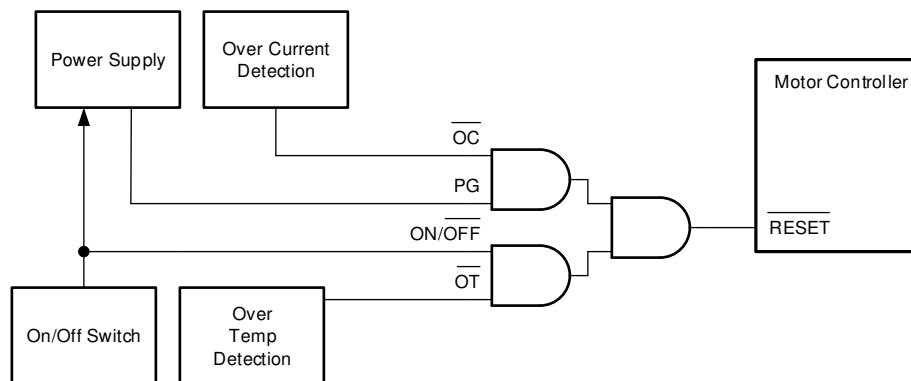 Power Supply
Over Current
Detection
Motor Controller
OC
PG
ON/OFF
OT
RESET
On/Off Switch
Over
Temp
Detection